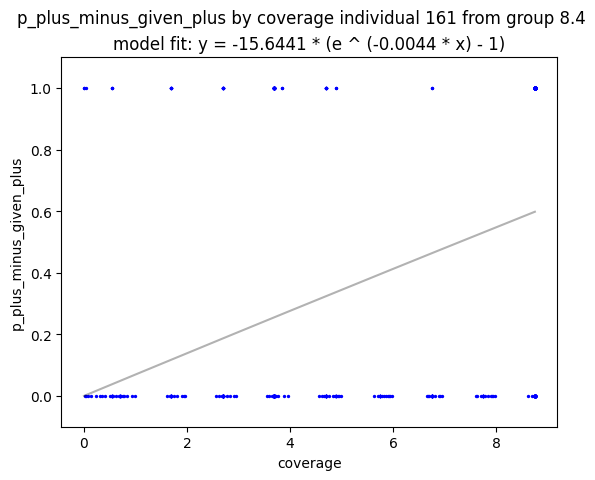 p_plus_minus_given_plus by coverage individual 161 from group 8.4
model fit: y = -15.6441 * (e ^ (-0.0044 * x) - 1)
1.0
0.8
0.6
0.4
0.2
0.0
p_plus_minus_given_plus
0 2 4 6 8
coverage